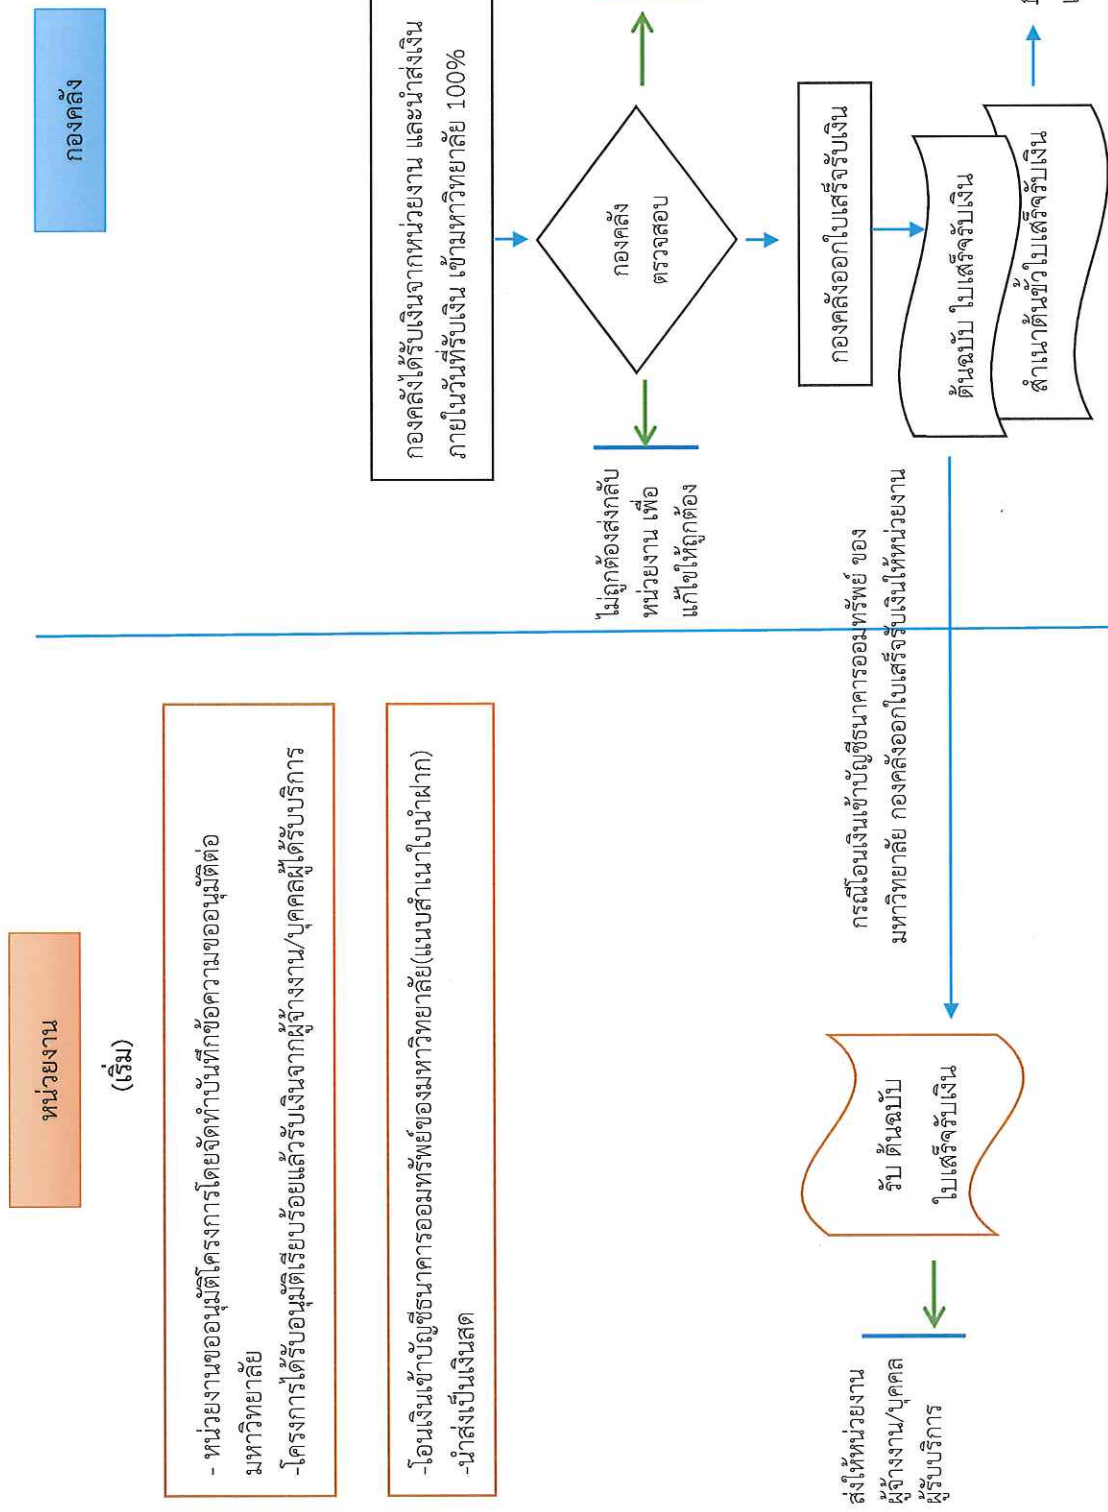 หน่วยงาน
(เริ่ม)
- หน่วยงานขออนุมัติโครงการโดยจัดทำบันทึกข้อความขออนุมัติต่อ
มหาวิทยาลัย
-โครงการได้รับอนุมัติเรียบร้อยแล้วรับเงินจากผู้จ้างงาน/บุคคลผู้ได้รับบริการ
-โอนเงินเข้าบัญชีธนาคารออมทรัพย์ของมหาวิทยาลัย(แนบสำเนาใบนำฝาก)
-นำส่งเป็นเงินสด
รับ ต้นฉบับ
ใบเสร็จรับเงิน
ส่งให้หน่วยงาน
ผู้จ้างงาน/บุคคล
ผู้รับบริการ
กองคลัง
กองคลังได้รับเงินจากหน่วยงาน และนำส่งเงิน
ภายในวันที่รับเงิน เข้ามหาวิทยาลัย 100%
กองคลัง
ตรวจสอบ
ไม่ถูกต้องส่งกลับ
หน่วยงาน เพื่อ
แก้ไขให้ถูกต้อง
กองคลังออกใบเสร็จรับเงิน
ต้นฉบับ ใบเสร็จรับเงิน
สำเนาต้นขั้วใบเสร็จรับเงิน
กรณีโอนเงินเข้าบัญชีธนาคารออมทรัพย์ ของ
มหาวิทยาลัย กองคลังออกใบเสร็จรับเงินให้หน่วยงาน